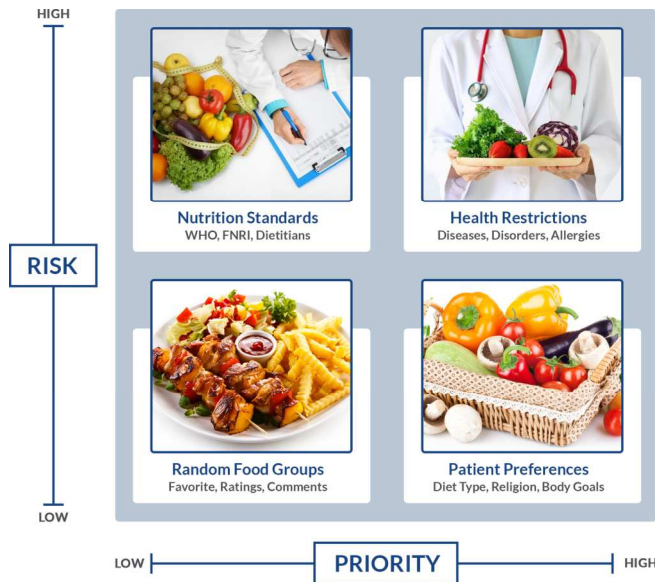 HIGH
Nutrition Standards
WHO, FNRI, Dietitians
Health Restrictions
Diseases, Disorders, Allergies
RISK
Random Food Groups
Favorite, Ratings, Comments
Patient Preferences
Diet Type, Religion, Body Goals
LOW
LOW
PRIORITY
HIGH